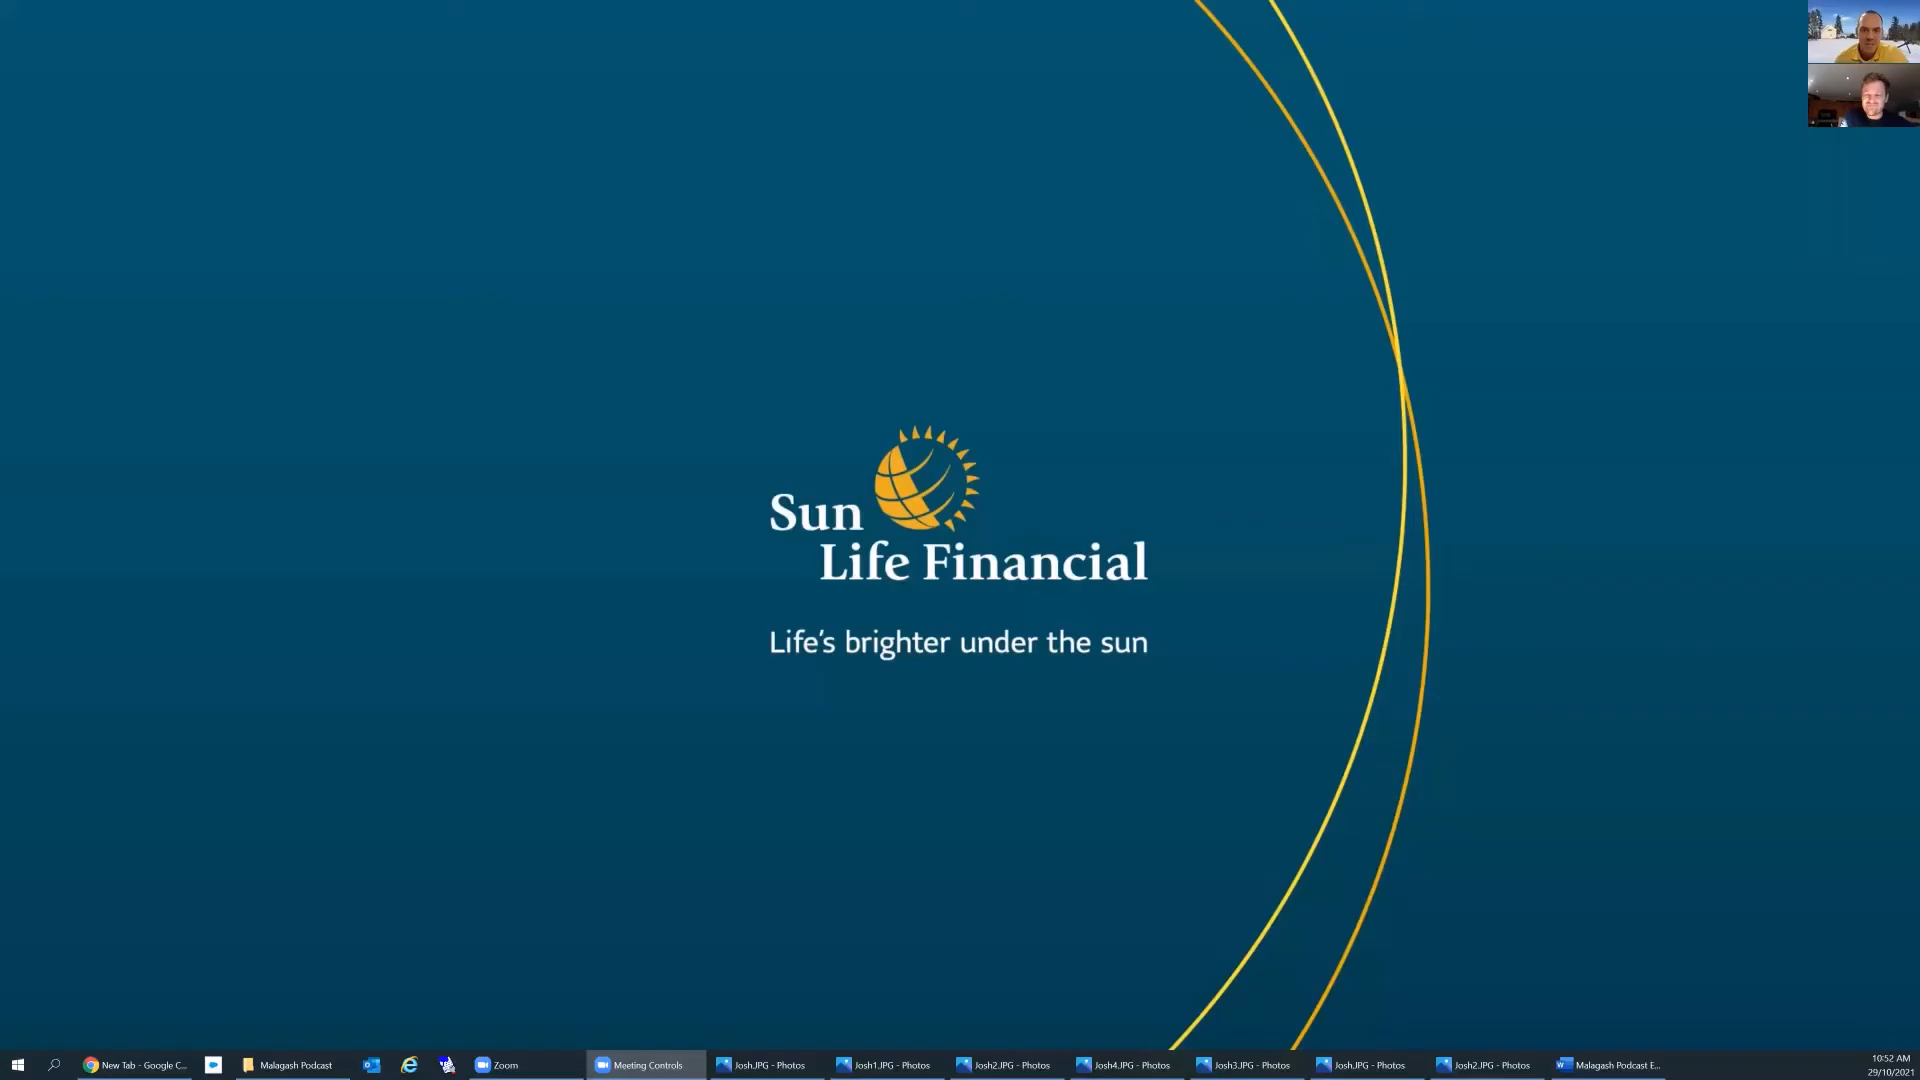 Sun
Life Financial
Life's brighter under the sun
New Tab - Google C...
Malagash Podcast
Zoom
Meeting Controls
Josh.JPG - Photos
Josh1.JPG - Photos
Josh2.JPG - Photos
Josh4.JPG - Photos
Josh3.JPG - Photos
Josh.JPG - Photos
Josh2.JPG - Photos
Malagash Podcast E...
10:52 AM
29/10/2021